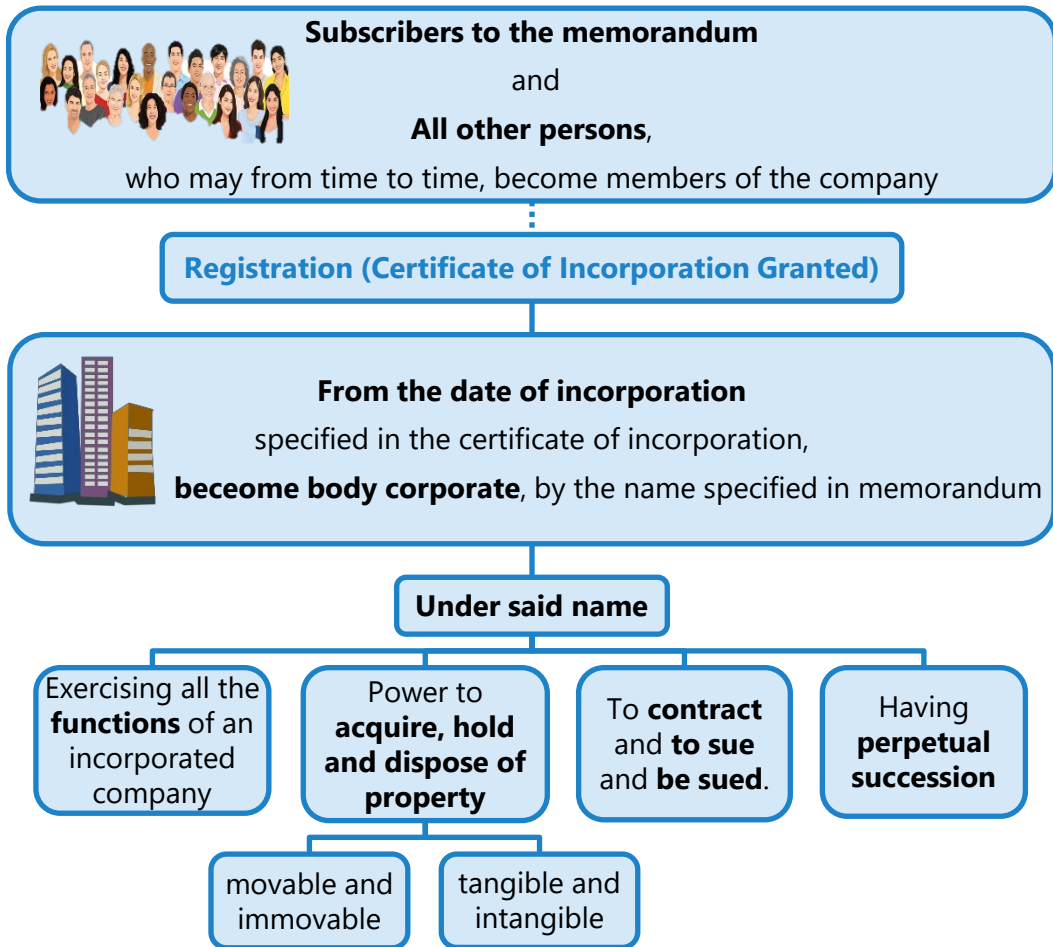 Subscribers to the memorandum
and
All other persons,
who may from time to time, become members of the company
Registration (Certificate of Incorporation Granted)
From the date of incorporation
specified in the certificate of incorporation,
beceome body corporate, by the name specified in memorandum
Under said name
Exercising all the
functions of an
incorporated
company
Power to
acquire, hold
and dispose of
property
To contract
and to sue
and be sued.
Having
perpetual
succession
movable and
immovable
tangible and
intangible